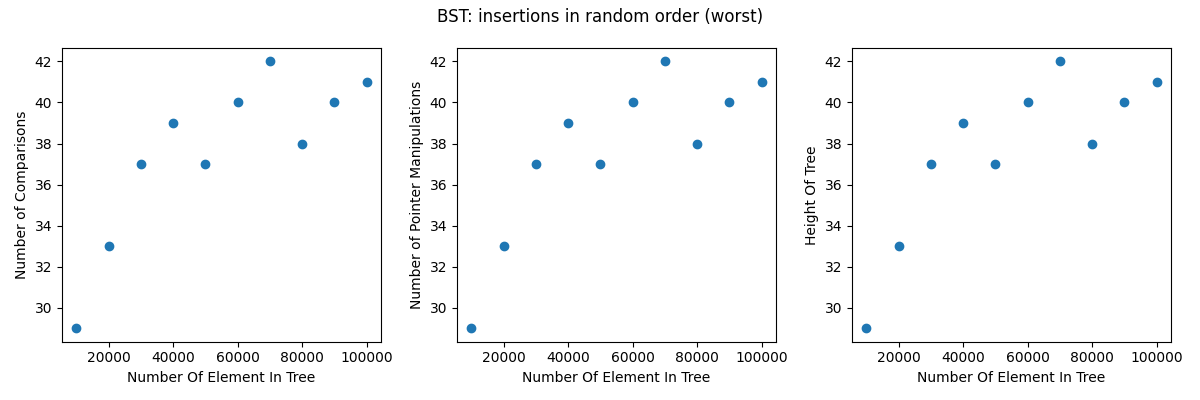 BST: insertions in random order (worst)
Number of Comparisons
42
40
38
36
34
32
30
20000 40000 60000 80000 100000
Number Of Element In Tree
Number of Pointer Manipulations
42
40
38
36
34
32
30
20000 40000 60000 80000 100000
Number Of Element In Tree
Height Of Tree
42
40
38
36
34
32
30
20000 40000 60000 80000 100000
Number Of Element In Tree